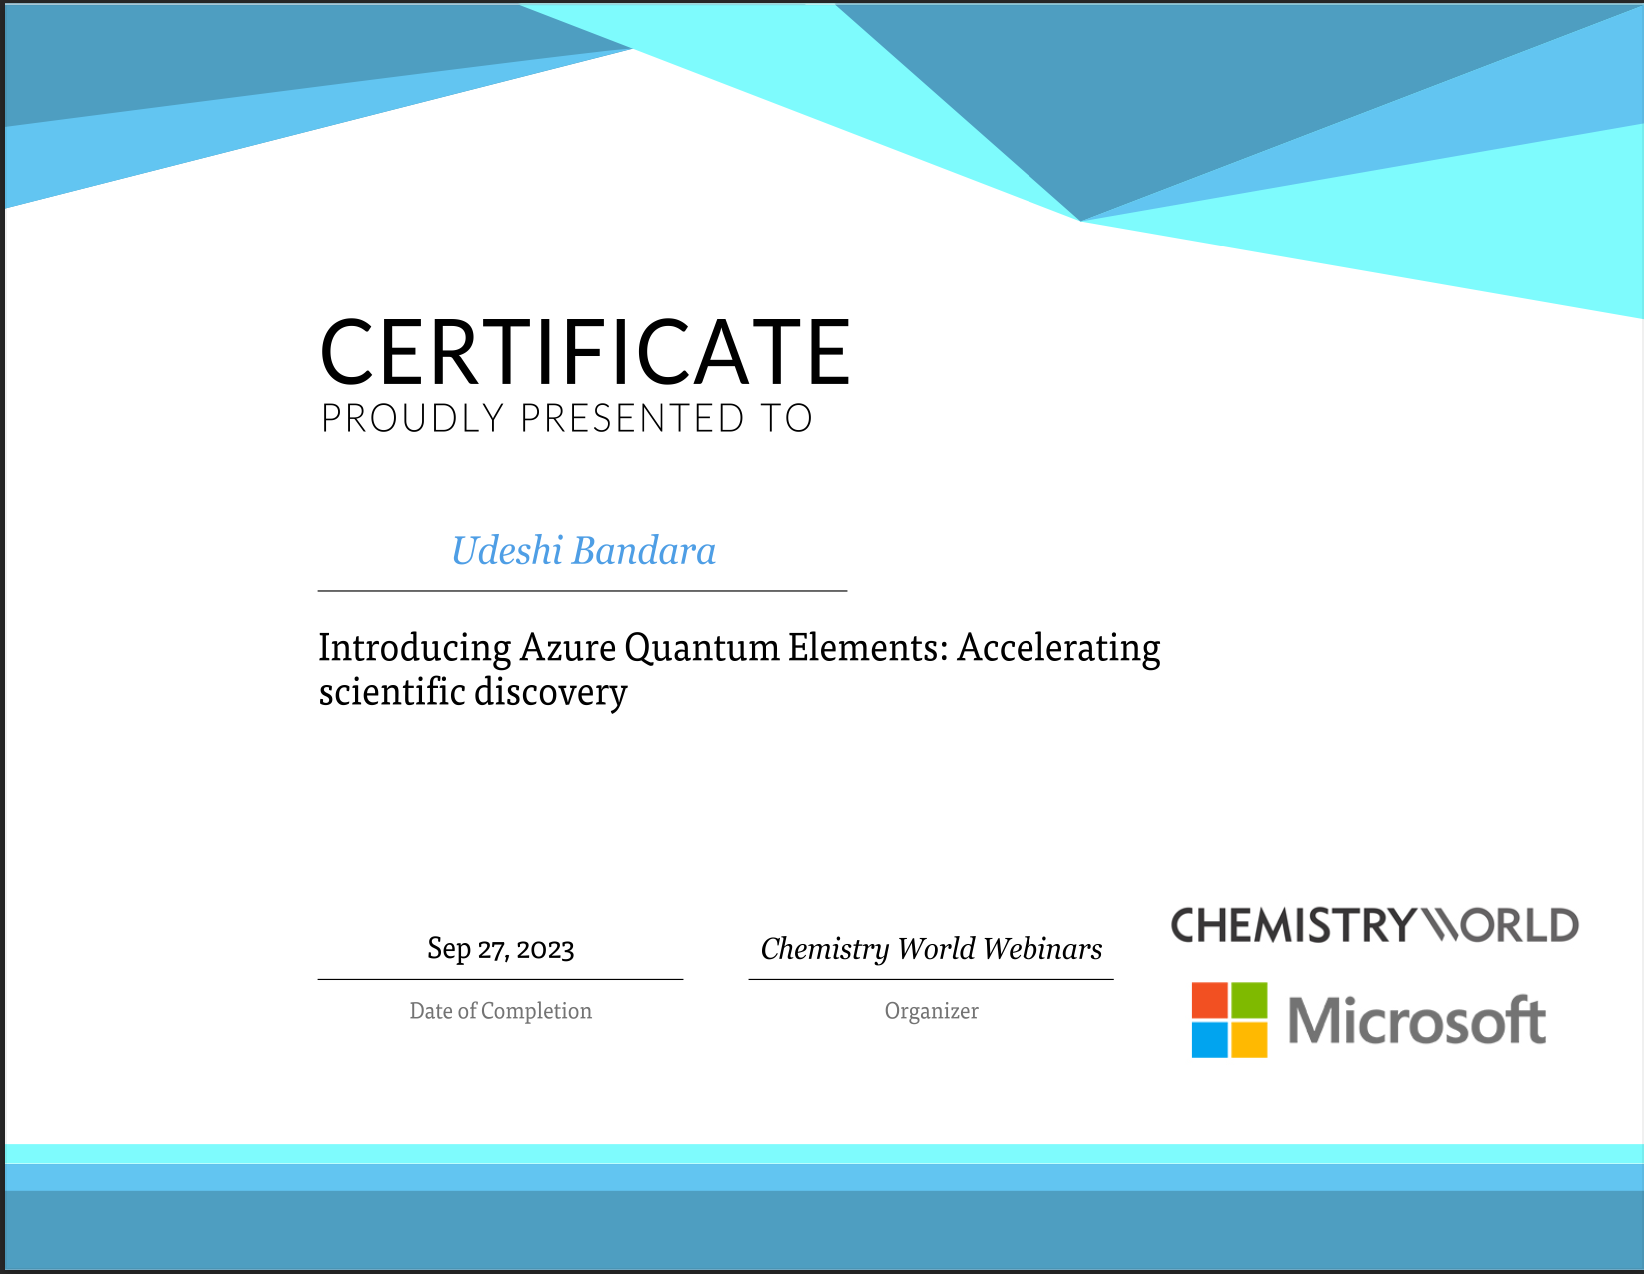 CERTIFICATE
PROUDLY PRESENTED TO
Udeshi Bandara
Introducing Azure Quantum Elements: Accelerating
scientific discovery
Sep 27, 2023
Date of Completion
Chemistry World Webinars
Organizer
CHEMISTRY WORLD
Microsoft